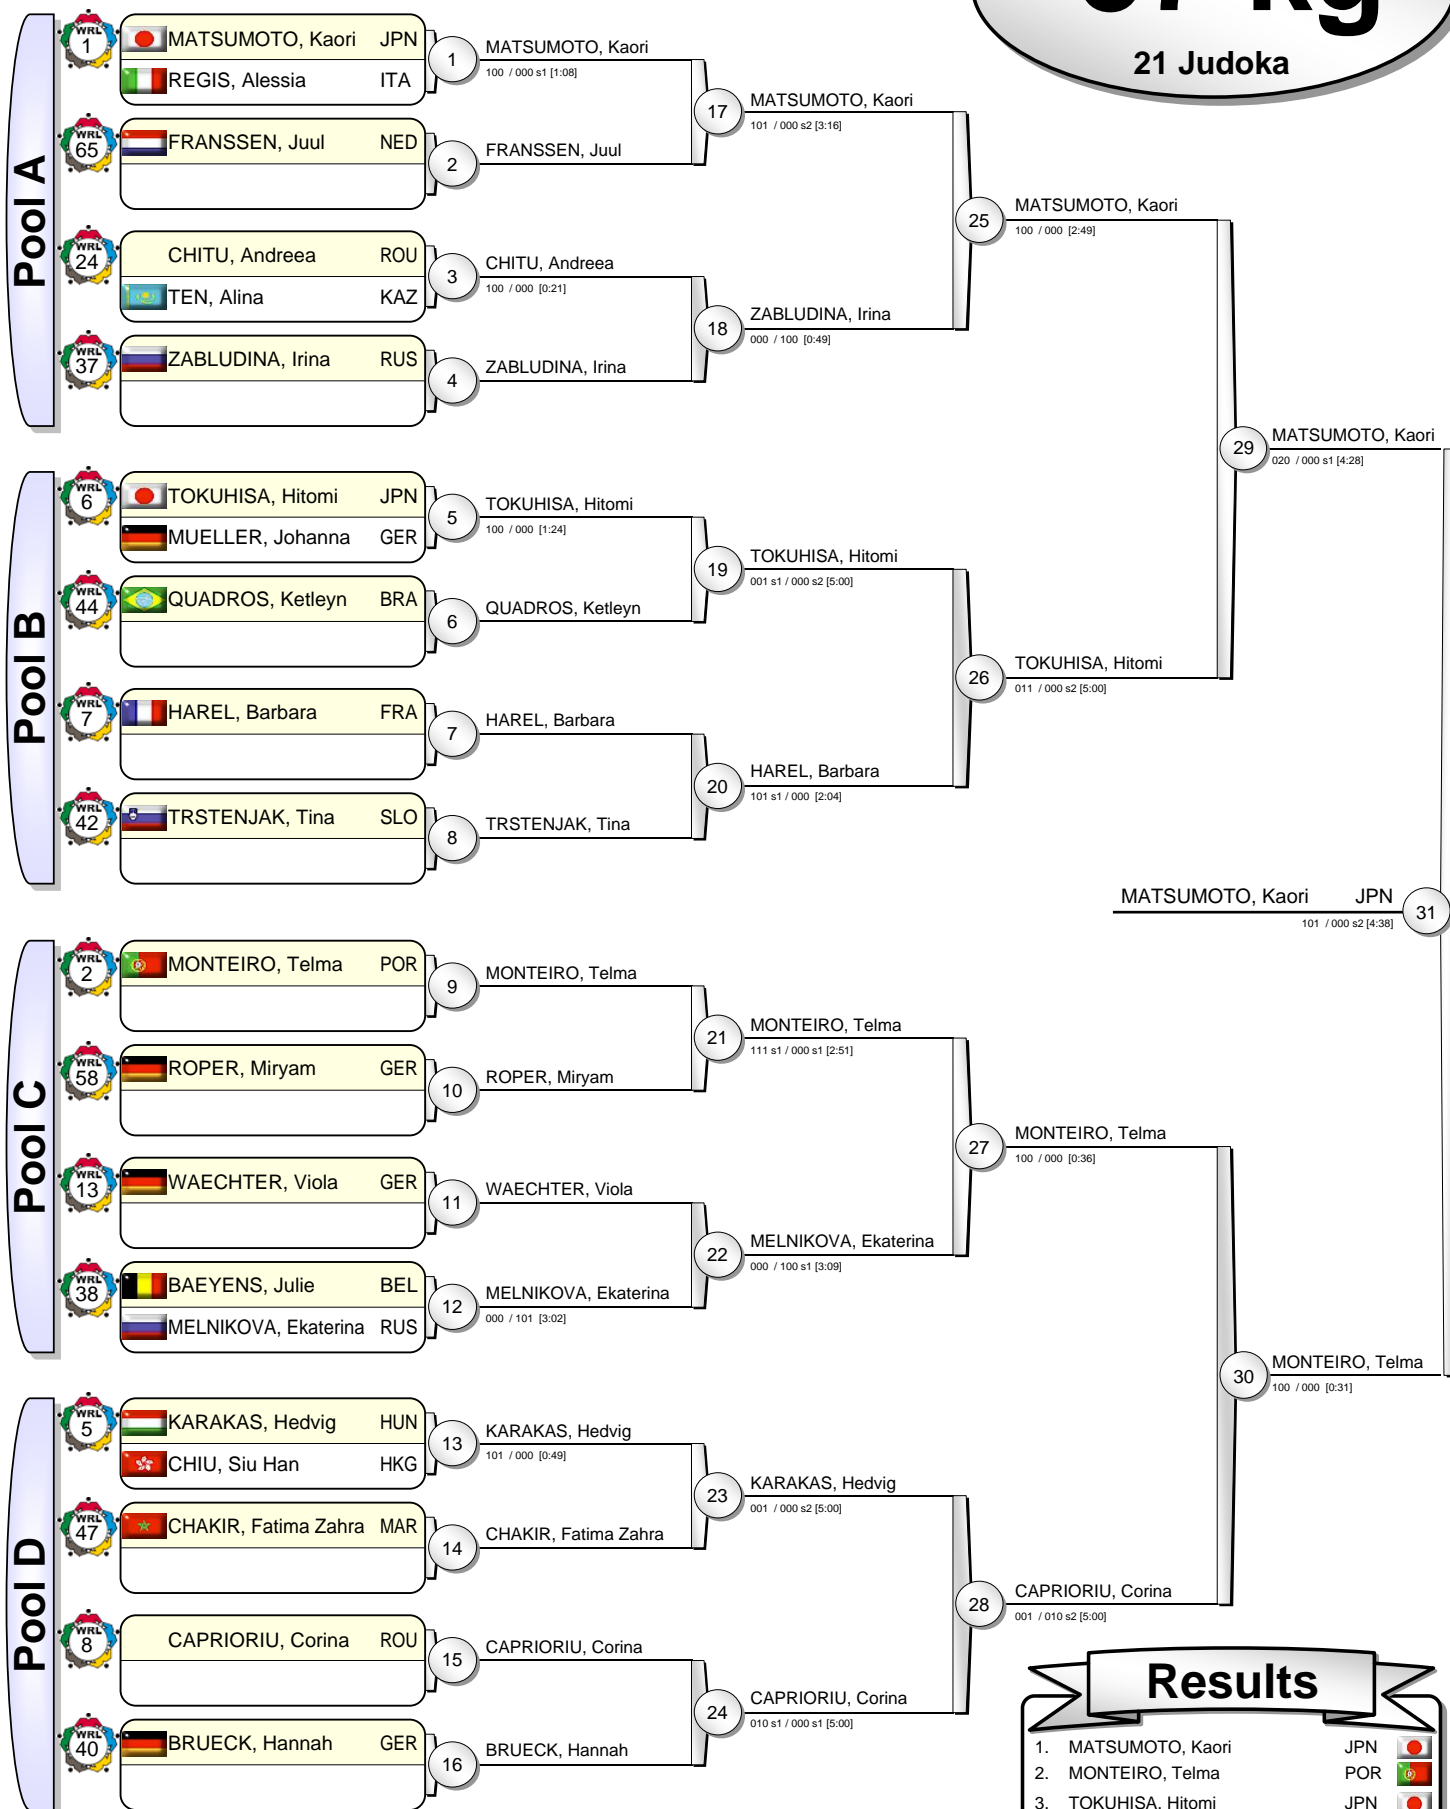 21 Judoka
Pool A
WRL 1
MATSUMOTO, Kaori JPN
REGIS, Alessia ITA
WRL 65
FRANSSEN, Juul NED
WRL 24
CHITU, Andreea ROU
TEN, Alina KAZ
WRL 37
ZABLUDINA, Irina RUS
1
MATSUMOTO, Kaori
100 / 000 s1 [1:08]
2
FRANSSEN, Juul
3
CHITU, Andreea
100 / 000 [0:21]
4
ZABLUDINA, Irina
17
MATSUMOTO, Kaori
101 / 000 s2 [3:16]
18
ZABLUDINA, Irina
000 / 100 [0:49]
25
MATSUMOTO, Kaori
100 / 000 [2:49]
Pool B
WRL 6
TOKUHISA, Hitomi JPN
MUELLER, Johanna GER
WRL 44
QUADROS, Ketleyn BRA
WRL 7
HAREL, Barbara FRA
WRL 42
TRSTENJAK, Tina SLO
5
TOKUHISA, Hitomi
100 / 000 [1:24]
6
QUADROS, Ketleyn
7
HAREL, Barbara
8
TRSTENJAK, Tina
19
TOKUHISA, Hitomi
001 s1 / 000 s2 [5:00]
20
HAREL, Barbara
101 s1 / 000 [2:04]
26
TOKUHISA, Hitomi
011 / 000 s2 [5:00]
29
MATSUMOTO, Kaori
020 / 000 s1 [4:28]
MATSUMOTO, Kaori JPN
101 / 000 s2 [4:38]
31
Pool C
WRL 2
MONTEIRO, Telma POR
WRL 58
ROPER, Miryam GER
WRL 13
WAECHTER, Viola GER
WRL 38
BAEYENS, Julie BEL
MELNIKOVA, Ekaterina RUS
9
MONTEIRO, Telma
10
ROPER, Miryam
11
WAECHTER, Viola
12
MELNIKOVA, Ekaterina
000 / 101 [3:02]
21
MONTEIRO, Telma
111 s1 / 000 s1 [2:51]
22
MELNIKOVA, Ekaterina
000 / 100 s1 [3:09]
27
MONTEIRO, Telma
100 / 000 [0:36]
Pool D
WRL 5
KARAKAS, Hedvig HUN
CHIU, Siu Han HKG
WRL 47
CHAKIR, Fatima Zahra MAR
WRL 8
CAPRIORIU, Corina ROU
WRL 40
BRUECK, Hannah GER
13
KARAKAS, Hedvig
101 / 000 [0:49]
14
CHAKIR, Fatima Zahra
15
CAPRIORIU, Corina
16
BRUECK, Hannah
23
KARAKAS, Hedvig
001 / 000 s2 [5:00]
24
CAPRIORIU, Corina
010 s1 / 000 s1 [5:00]
28
CAPRIORIU, Corina
001 / 010 s2 [5:00]
30
MONTEIRO, Telma
100 / 000 [0:31]
Results
1. MATSUMOTO, Kaori JPN
2. MONTEIRO, Telma POR
3. TOKUHISA, Hitomi JPN